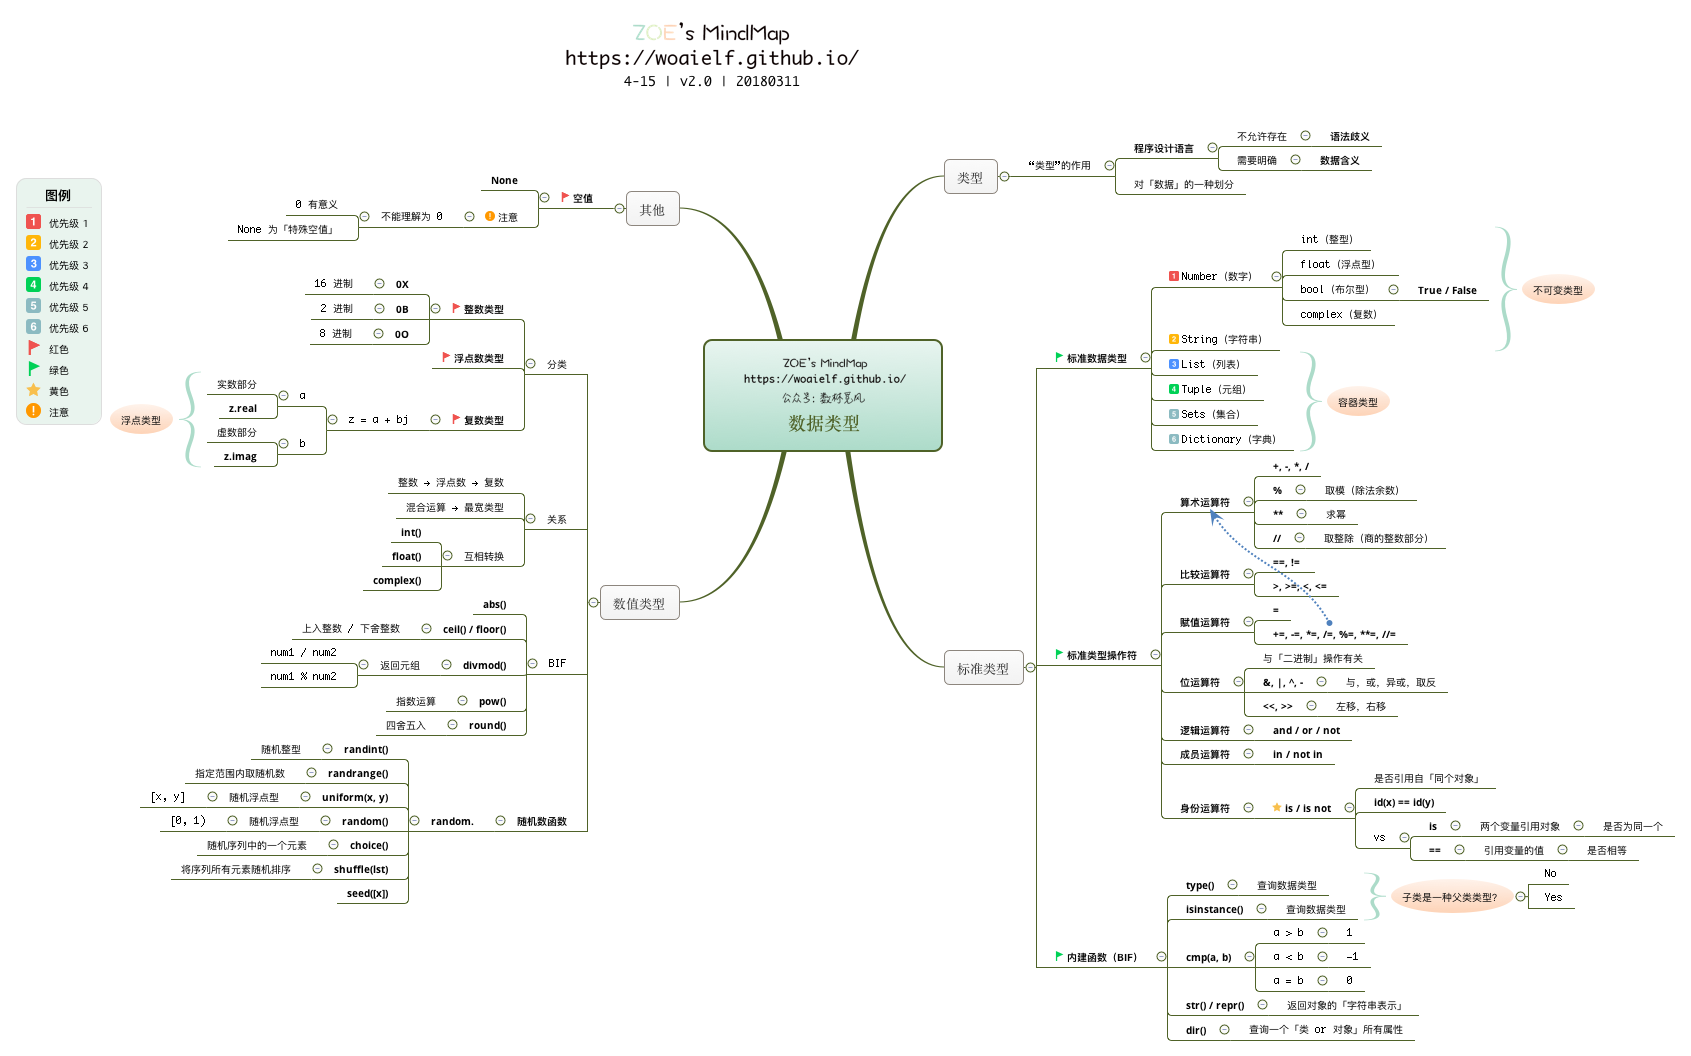 ZOE's MindMap
https://woaielf.github.io/
4-15 | v2.0 | Z0180311
图例
1 优先级 1
2 优先级 2
3 优先级 3
4 优先级 4
5 优先级 5
6 优先级 6
红色
绿色
黄色
! 注意
ZOE's MindMap
https://woaielf.github.io/
公众号: 数林觅风
数据类型
其他
空值
None
! 注意
不能理解为 0
0 有意义
None 为「特殊空值」
数值类型
分类
整数类型
0X
16 进制
0B
2 进制
0O
8 进制
浮点数类型
复数类型
z = a + bj
a
实数部分
z.real
b
虚数部分
z.imag
浮点类型
关系
整数 → 浮点数 → 复数
混合运算 → 最宽类型
互相转换
int()
float()
complex()
BIF
abs()
ceil() / floor()
上入整数 / 下舍整数
divmod()
返回元组
num1 / num2
num1 % num2
pow()
指数运算
round()
四舍五入
随机数函数
random.
randint()
随机整型
randrange()
指定范围内取随机数
uniform(x, y)
随机浮点型
[x, y]
random()
随机浮点型
[0, 1)
choice()
随机序列中的一个元素
shuffle(lst)
将序列所有元素随机排序
seed([x])
类型
“类型”的作用
程序设计语言
不允许存在
语法歧义
需要明确
数据含义
对「数据」的一种划分
标准类型
标准数据类型
1 Number (数字)
int (整型)
float (浮点型)
bool (布尔型)
True / False
complex (复数)
不可变类型
2 String (字符串)
3 List (列表)
4 Tuple (元组)
5 Sets (集合)
6 Dictionary (字典)
容器类型
标准类型操作符
算术运算符
+, -, *, /
%
取模 (除法余数)
**
求幂
//
取整除 (商的整数部分)
比较运算符
==, !=
>, >=, <, <=
赋值运算符
=
+=, -=, *=, /=, %=, **=, //=
位运算符
与「二进制」操作有关
&, |, ^, -
与, 或, 异或, 取反
<<, >>
左移, 右移
逻辑运算符
and / or / not
成员运算符
in / not in
身份运算符
is / is not
是否引用自「同个对象」
id(x) == id(y)
vs
is
两个变量引用对象
是否为同一个
==
引用变量的值
是否相等
内建函数 (BIF)
type()
查询数据类型
isinstance()
查询数据类型
子类是一种父类类型?
No
Yes
cmp(a, b)
a > b
1
a < b
-1
a = b
0
str() / repr()
返回对象的「字符串表示」
dir()
查询一个「类 or 对象」所有属性